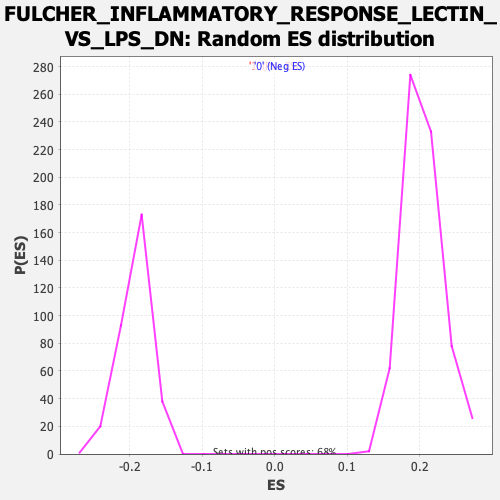 FULCHER_INFLAMMATORY_RESPONSE_LECTIN_
VS_LPS_DN: Random ES distribution
'0' (Neg ES)
P(ES)
280
260
240
220
200
180
160
140
120
100
80
60
40
20
0
Sets with pos scores: 68%
-0.2 -0.1 0.0 0.1 0.2
ES